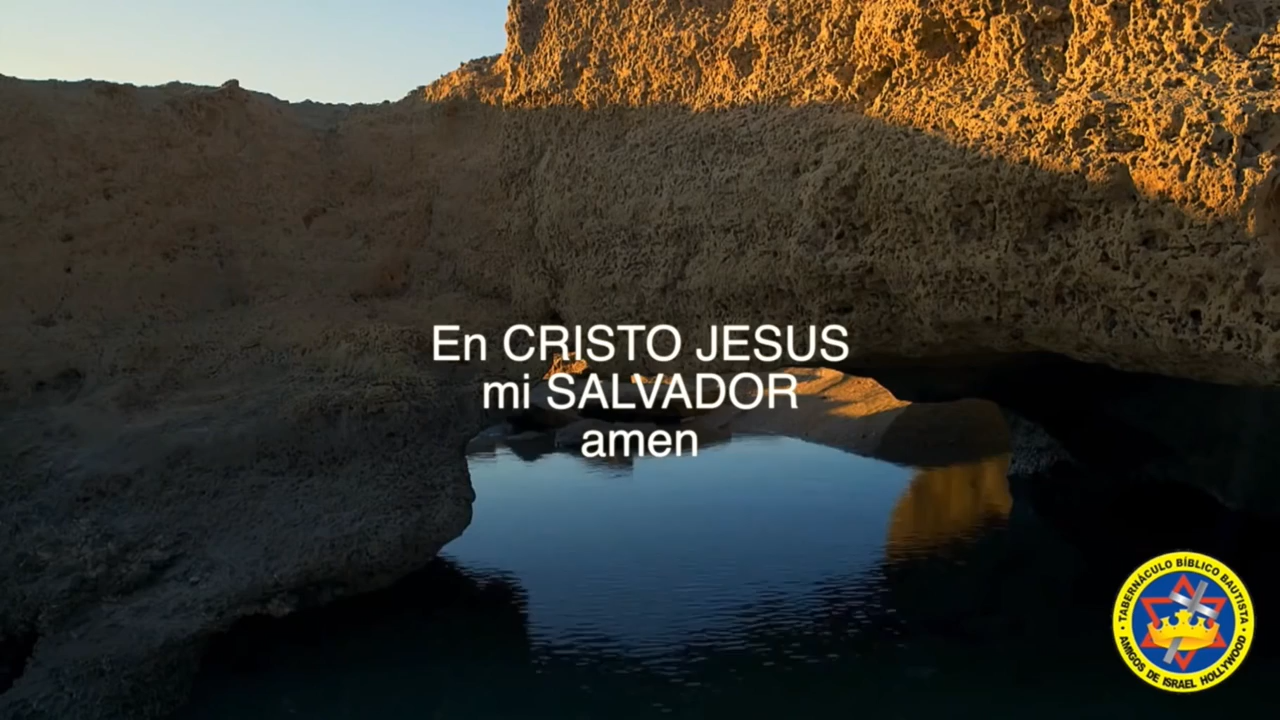 En CRISTO JESUS
mi SALVADOR
amen
• TABERNÁCULO BÍBLICO BAUTISTA •
AMIGOS DE ISRAEL HOLLYWOOD